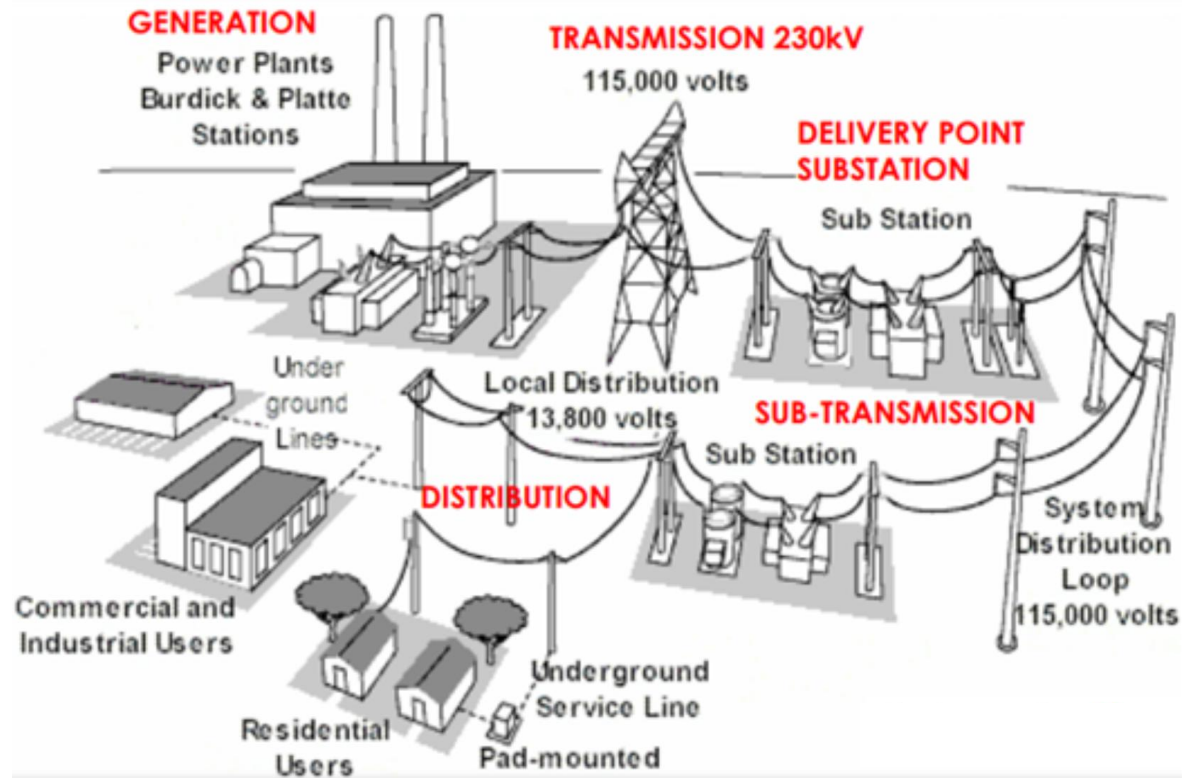 GENERATION
Power Plants
Burdick & Platte
Stations
TRANSMISSION 230kV
115,000 volts
DELIVERY POINT
SUBSTATION
Sub Station
Under
ground
Lines
Local Distribution
13,800 volts
SUB-TRANSMISSION
Sub Station
DISTRIBUTION
System
Distribution
Loop
115,000 volts
Commercial and
Industrial Users
Underground
Service Line
Residential
Users
Pad-mounted